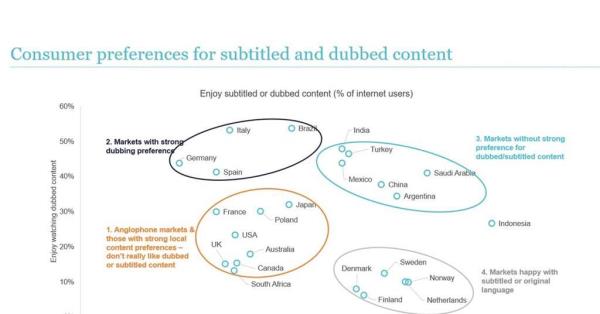 Consumer preferences for subtitled and dubbed content
Enjoy subtitled or dubbed content (% of internet users)
60%
50%
40%
30%
20%
10%
Enjoy watching dubbed content
2. Markets with strong
dubbing preference
Italy
Brazil
Germany
Spain
India
Turkey
Mexico
China
Saudi Arabia
Argentina
3. Markets without strong
preference for
dubbed/subtitled content
Indonesia
1. Anglophone markets &
those with strong local
content preferences –
don't really like dubbed
or subtitled content
France
Japan
Poland
USA
UK
Australia
Canada
South Africa
Denmark
Sweden
Norway
Finland
Netherlands
4. Markets happy with
subtitled or original
language